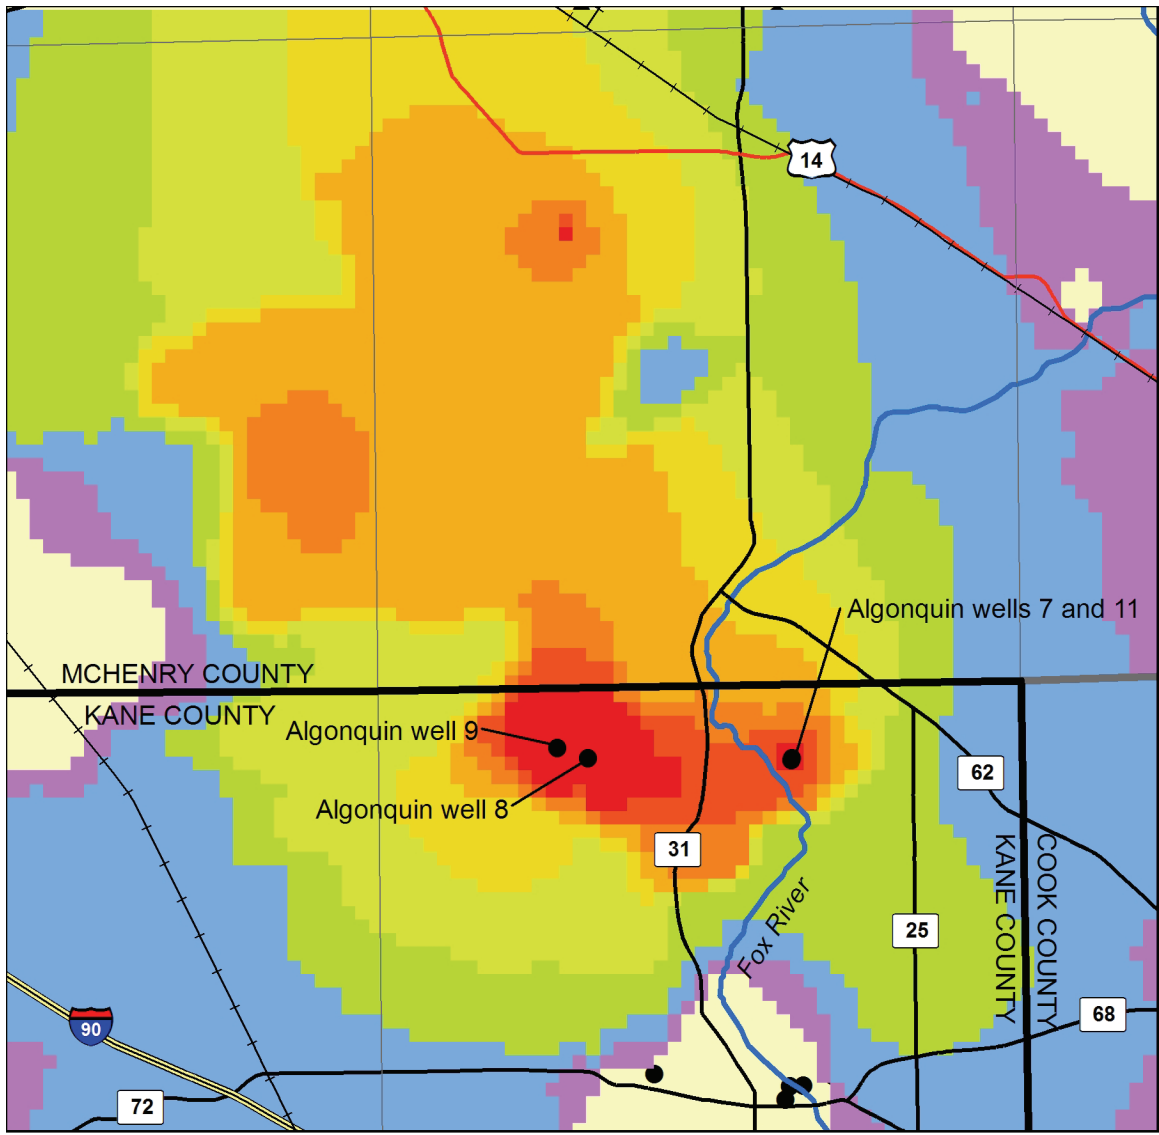 14
Algonquin wells 7 and 11
MCHENRY COUNTY
KANE COUNTY
Algonquin well 9
Algonquin well 8
62
31
COOK COUNTY
KANE COUNTY
Fox River
25
90
68
72